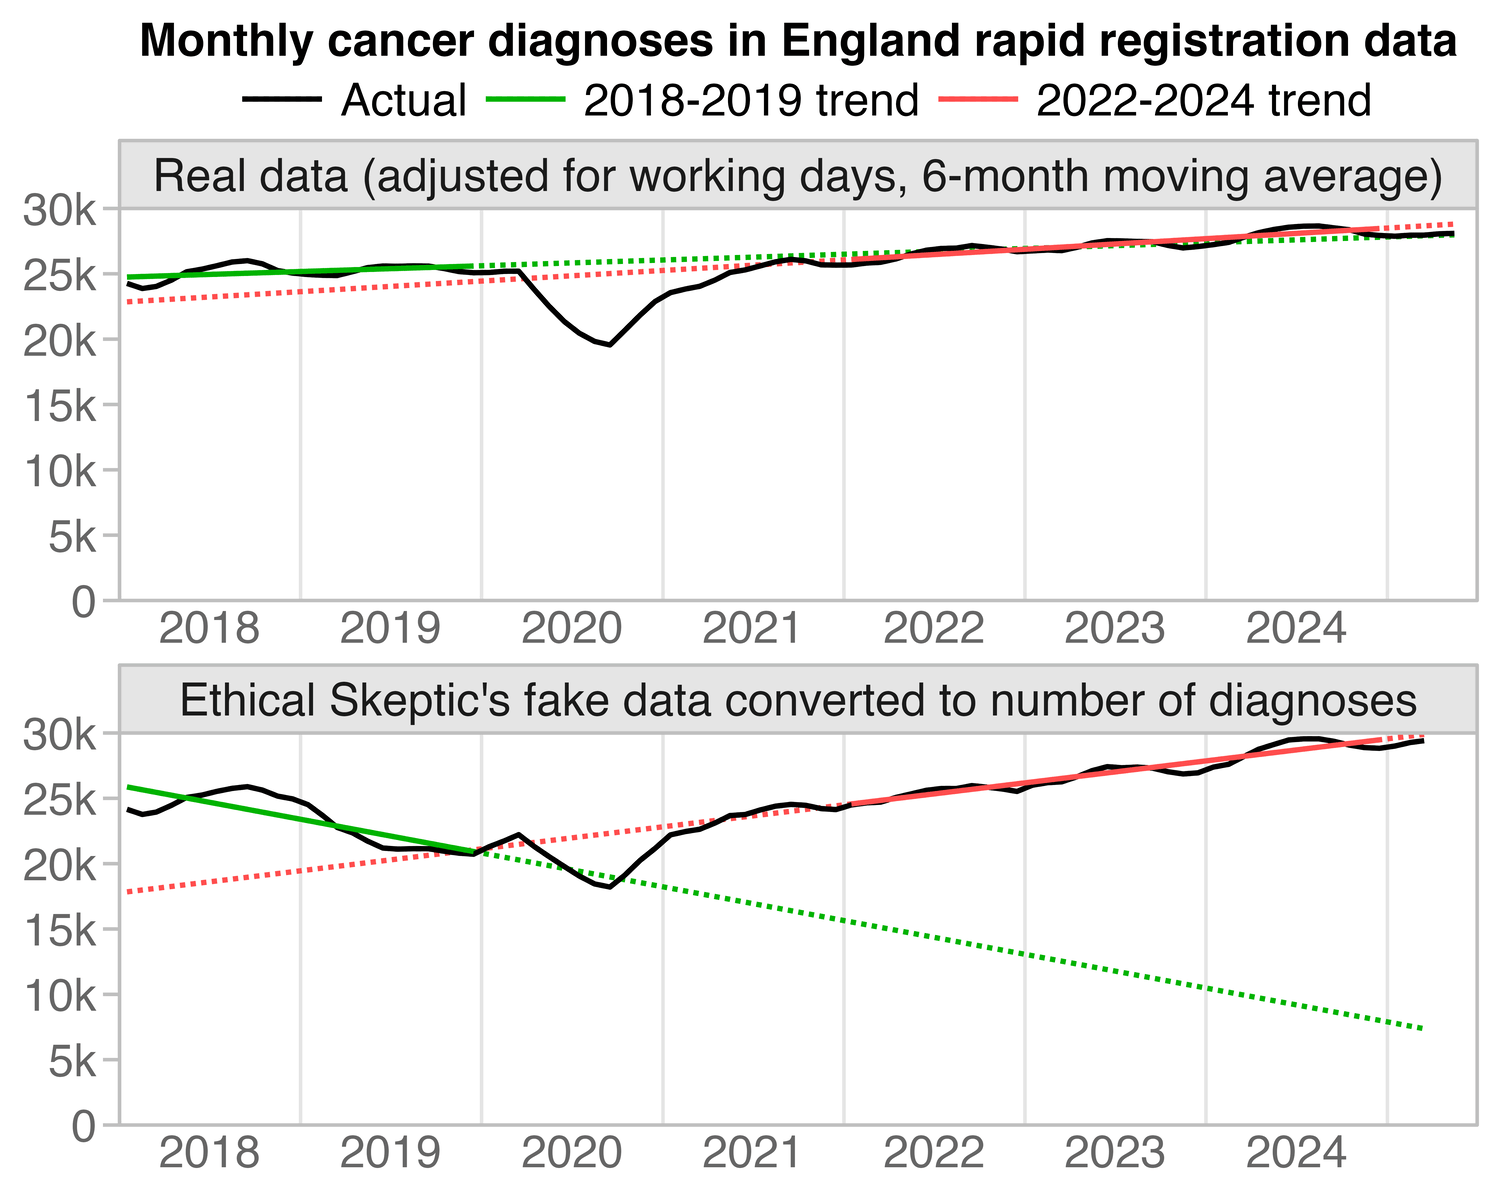 Monthly cancer diagnoses in England rapid registration data
Actual 2018-2019 trend 2022-2024 trend
Real data (adjusted for working days, 6-month moving average)
30k
25k
20k
15k
10k
5k
0
2018 2019 2020 2021 2022 2023 2024
Ethical Skeptic's fake data converted to number of diagnoses
30k
25k
20k
15k
10k
5k
0
2018 2019 2020 2021 2022 2023 2024